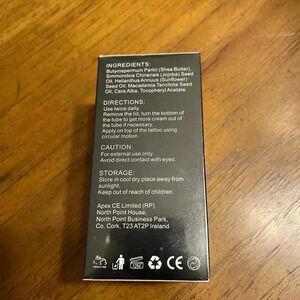 INGREDIENTS:
Butyrospermum Parkii (Shea Butter),
Simmondsia Chinensis (Jojoba) Seed
Oil, Helianthus Annuus (Sunflower)
Seed Oil, Macadamia Ternifolia Seed
Oil, Cera Alba, Tocopheryl Acetate.
DIRECTIONS:
Use twice daily.
Remove the lid, turn the bottom of
the tube to get more cream out of
the tube if necessary.
Apply on top of the tattoo using
circular motion.
CAUTION:
For external use only.
Avoid direct contact with eyes.
STORAGE:
Store in cool dry place away from
sunlight.
Keep out of reach of children.
Apex CE Limited (RP)
North Point House,
North Point Business Park,
Co. Cork, T23 AT2P Ireland
12M